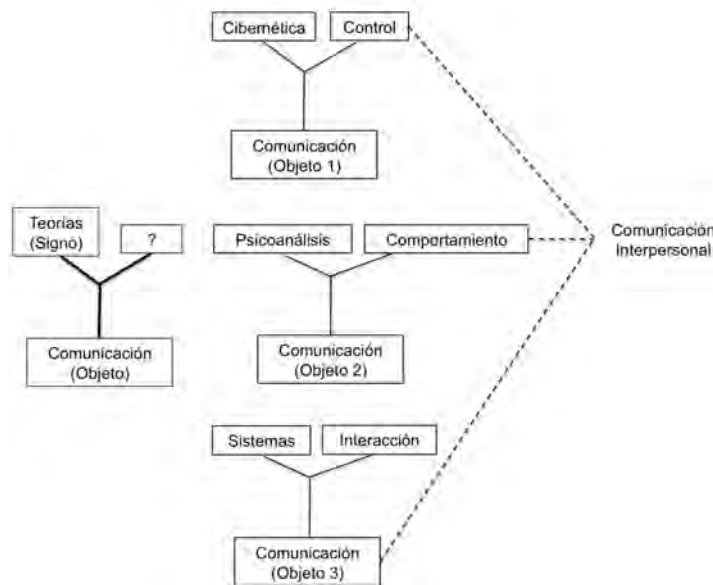 Cibernética
Control
Comunicación
(Objeto 1)
Teorías
(Signo)
?
Psicoanálisis
Comportamiento
Comunicación
Interpersonal
Comunicación
(Objeto)
Comunicación
(Objeto 2)
Sistemas
Interacción
Comunicación
(Objeto 3)